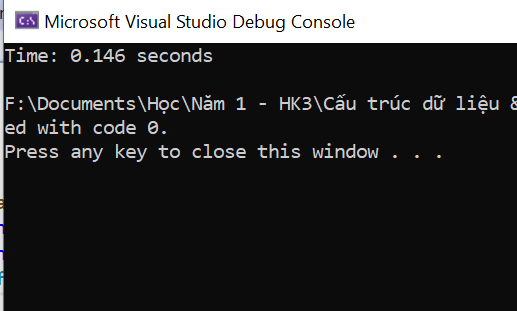 Microsoft Visual Studio Debug Console
Time: 0.146 seconds
F:\Documents\Học\Năm 1 - HK3\Cấu trúc dữ liệu &
ed with code 0.
Press any key to close this window . . .